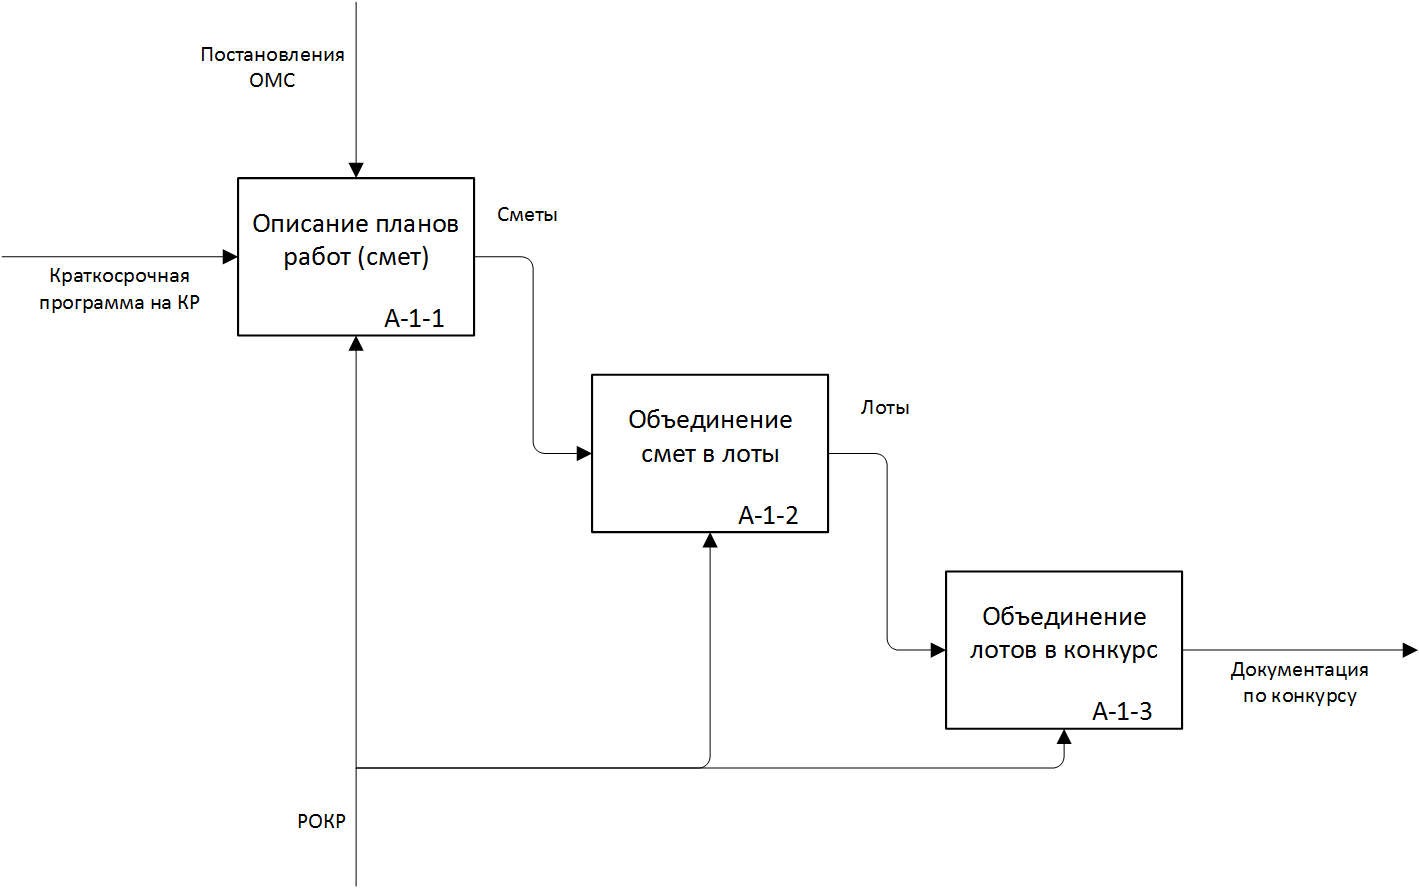 Постановления
ОМС
Описание планов
работ (смет)
А-1-1
Сметы
Краткосрочная
программа на КР
Объединение
смет в лоты
А-1-2
Лоты
Объединение
лотов в конкурс
А-1-3
Документация
по конкурсу
РОКР